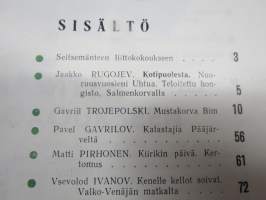 SISÄLTÖ
Seitsemänteen liittokokoukseen 3
Jaakko RUGOJEV. Kotipuolesta. Nuo-
ruusvuosieni Uhtua. Teloitettu hon-
gisto. Salmenkorvalla 5
Gavriil TROJEPOLSKI. Mustakorva Bim 10
Pavel GAVRILOV. Kalastajia Pääjär-
veltä 56
Matti PIRHONEN. Kiirikin päivä. Ker-
tomus 61
Vsevolod IVANOV. Kenelle kellot soivat.
Valko-Venäjän matkalta 72